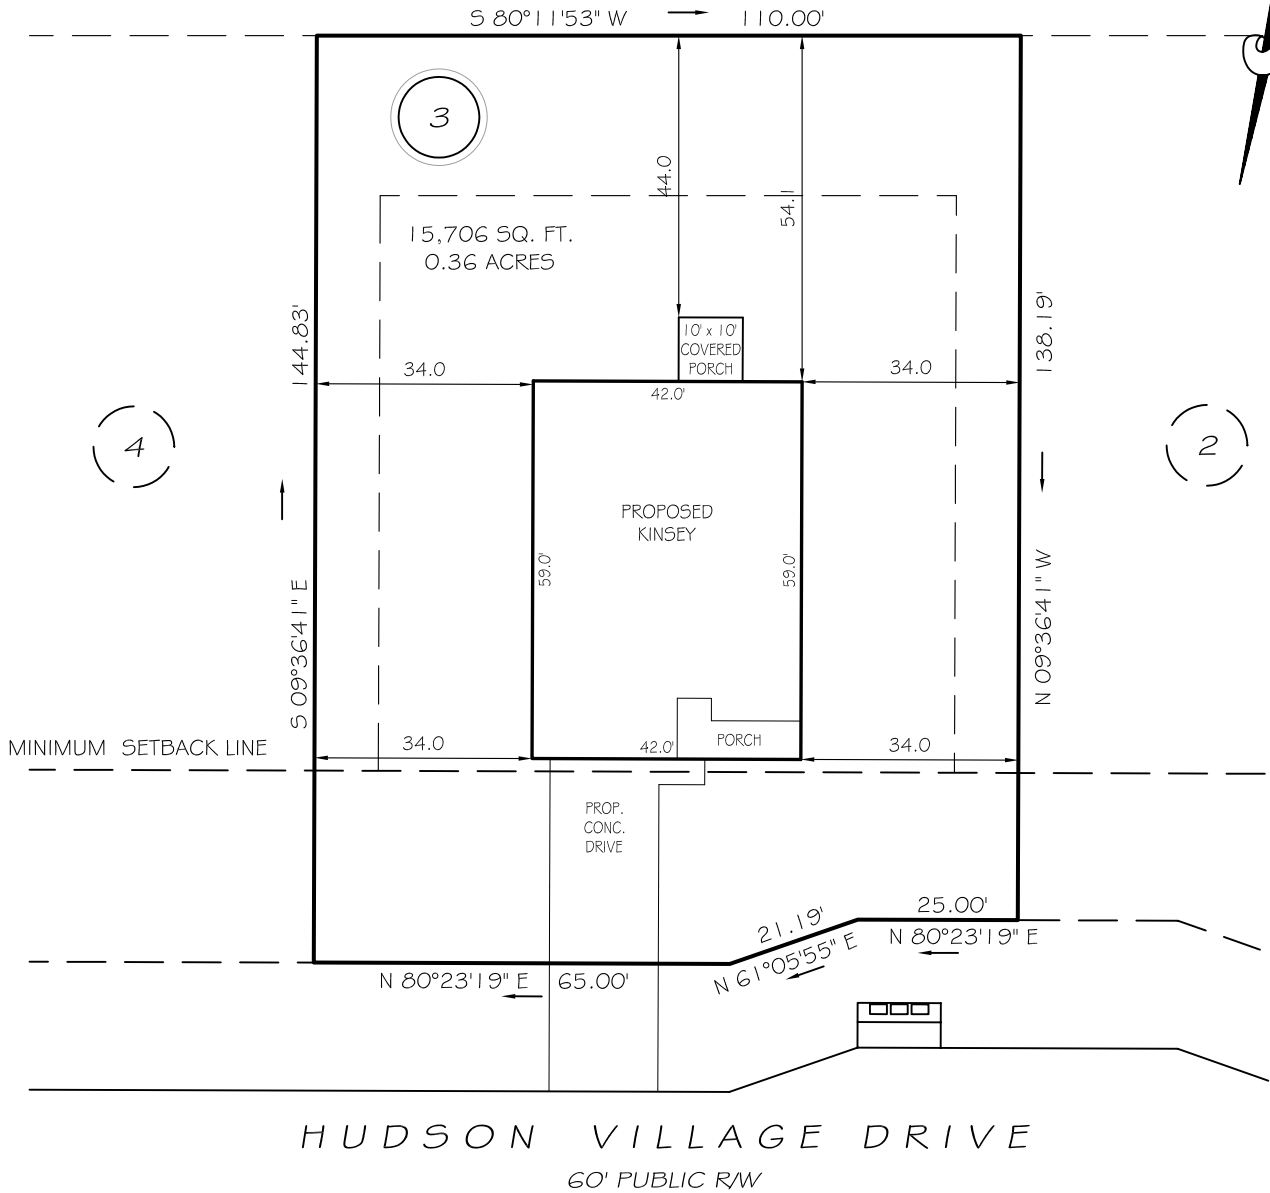 S 80°11'53" W 110.00'
3
44.0
54.1
15,706 SQ. FT.
0.36 ACRES
144.83'
138.19'
10' x 10'
COVERED
PORCH
34.0
34.0
42.0'
4
2
PROPOSED
KINSEY
59.0'
59.0'
S 09°36'41" E
N 09°36'41" W
MINIMUM SETBACK LINE
34.0
42.0'
PORCH
34.0
PROP.
CONC.
DRIVE
25.00'
N 80°23'19" E
21.19'
N 61°05'55" E
N 80°23'19" E 65.00'
HUDSON VILLAGE DRIVE
60' PUBLIC R/W